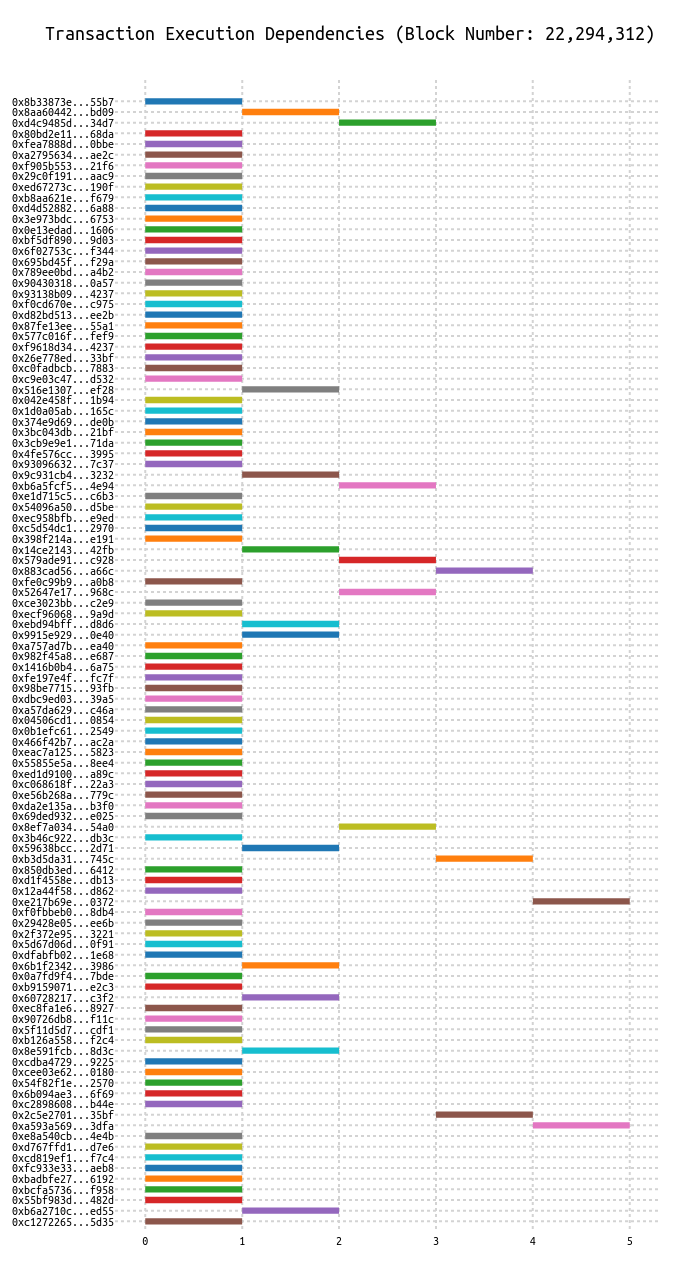 Transaction Execution Dependencies (Block Number: 22,294,312)
0x8b33873e...55b7
0x8aa60442...bd09
0xd4c9485d...34d7
0x80bd2e11...68da
0xfea7888d...0bbe
0xa2795634...ae2c
0xf905b553...21f6
0x29c0f191...aac9
0xed67273c...190f
0xb8aa621e...f679
0xd4d52882...6a88
0x3e973bdc...6753
0x0e13edad...1606
0xbf5df890...9d03
0x6f02753c...f344
0x695bd45f...f29a
0x789ee0bd...a4b2
0x90430318...0a57
0x93138b09...4237
0xf0cd670e...c975
0xd82bd513...ee2b
0x87fe13ee...55a1
0x577c016f...fef9
0xf9618d34...4237
0x26e778ed...33bf
0xc0fadbcb...7883
0xc9e03c47...d532
0x516e1307...ef28
0x042e458f...1b94
0x1d0a05ab...165c
0x374e9d69...de0b
0x3bc043db...21bf
0x3cb9e9e1...71da
0x4fe576cc...3995
0x93096632...7c37
0x9c931cb4...3232
0xb6a5fcf5...4e94
0xe1d715c5...c6b3
0x54096a50...d5be
0xec958bfb...e9ed
0xc5d54dc1...2970
0x398f214a...e191
0x14ce2143...42fb
0x579ade91...c928
0x883cad56...a66c
0xfe0c99b9...a0b8
0x52647e17...968c
0xce3023bb...c2e9
0xecf96068...9a9d
0xebd94bff...d8d6
0x9915e929...0e40
0xa757ad7b...ea40
0x982f45a8...e687
0x1416b0b4...6a75
0xfe197e4f...fc7f
0x98be7715...93fb
0xdbc9ed03...39a5
0xa57da629...c46a
0x04506cd1...0854
0x0b1efc61...2549
0x466f42b7...ac2a
0xeac7a125...5823
0x55855e5a...8ee4
0xed1d9100...a89c
0xc068618f...22a3
0xe56b268a...779c
0xda2e135a...b3f0
0x69ded932...e025
0x8ef7a034...54a0
0x3b46c922...db3c
0x59638bcc...2d71
0xb3d5da31...745c
0x850db3ed...6412
0xd1f4558e...db13
0x12a44f58...d862
0xe217b69e...0372
0xf0fbbeb0...8db4
0x29428e05...ee6b
0x2f372e95...3221
0x5d67d06d...0f91
0xdfabfb02...1e68
0x6b1f2342...3986
0x0a7fd9f4...7bde
0xb9159071...e2c3
0x60728217...c3f2
0xec8fa1e6...8927
0x90726db8...f11c
0x5f11d5d7...cdf1
0xb126a558...f2c4
0x8e591fcb...8d3c
0xcdba4729...9225
0xcee03e62...0180
0x54f82f1e...2570
0x6b094ae3...6f69
0xc2898608...b44e
0x2c5e2701...35bf
0xa593a569...3dfa
0xe8a540cb...4e4b
0xd767ffd1...d7e6
0xcd819ef1...f7c4
0xfc933e33...aeb8
0xbadbfe27...6192
0xbcfa5736...f958
0x55bf983d...482d
0xb6a2710c...ed55
0xc1272265...5d35
0 1 2 3 4 5